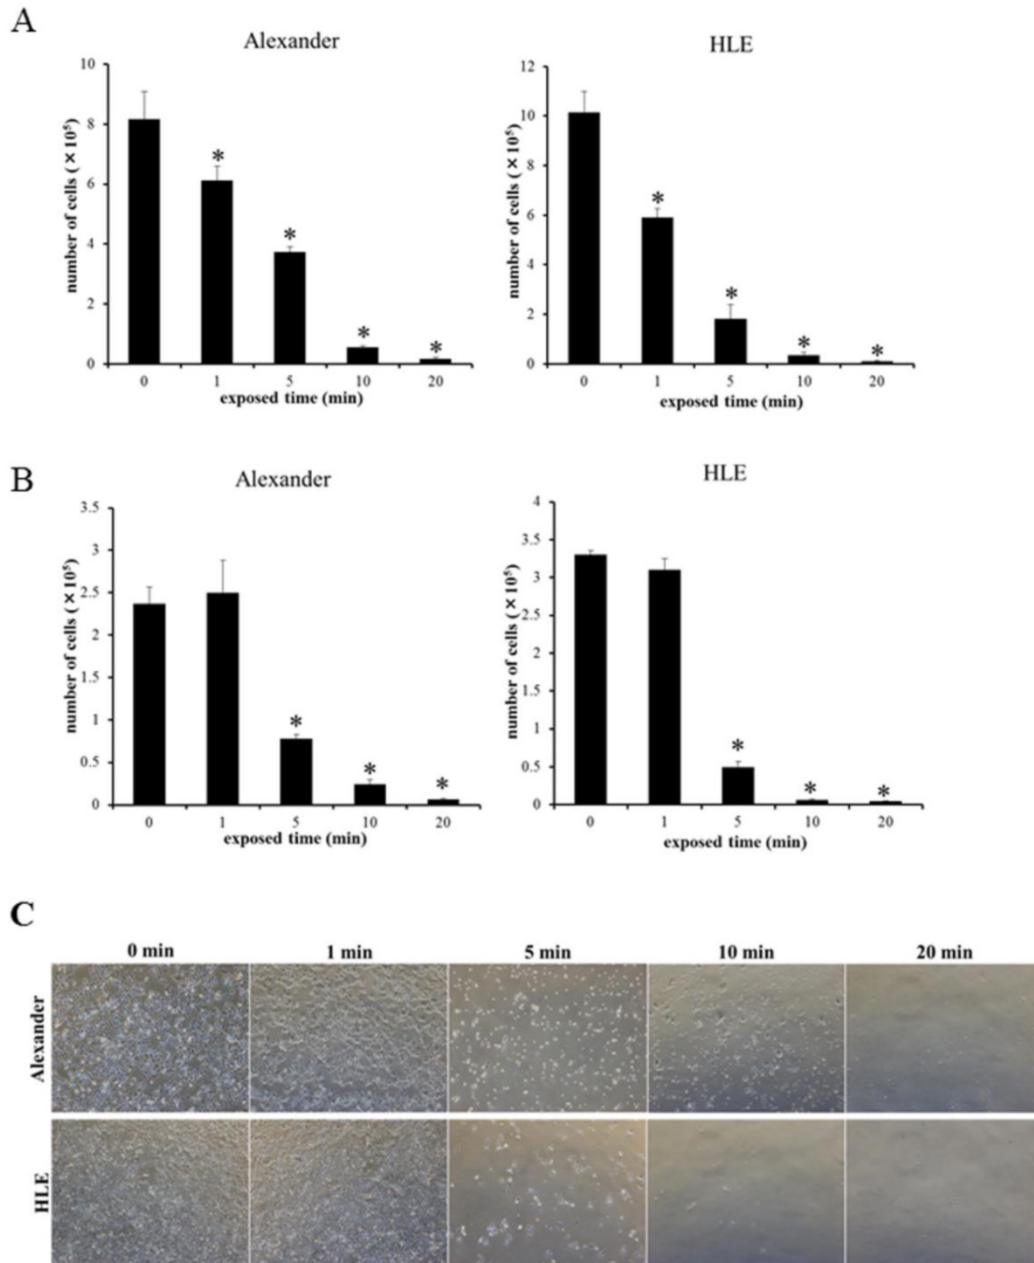 A
Alexander
number of cells (×10⁵)
10
8
6
4
2
0
*
*
*
*
0 1 5 10 20
exposed time (min)
HLE
number of cells (×10⁵)
12
10
8
6
4
2
0
*
*
*
*
0 1 5 10 20
exposed time (min)
B
Alexander
number of cells (×10⁵)
3.5
3
2.5
2
1.5
1
0.5
0
*
*
*
0 1 5 10 20
exposed time (min)
HLE
number of cells (×10⁵)
4
3.5
3
2.5
2
1.5
1
0.5
0
*
*
*
0 1 5 10 20
exposed time (min)
C
0 min 1 min 5 min 10 min 20 min
Alexander
HLE